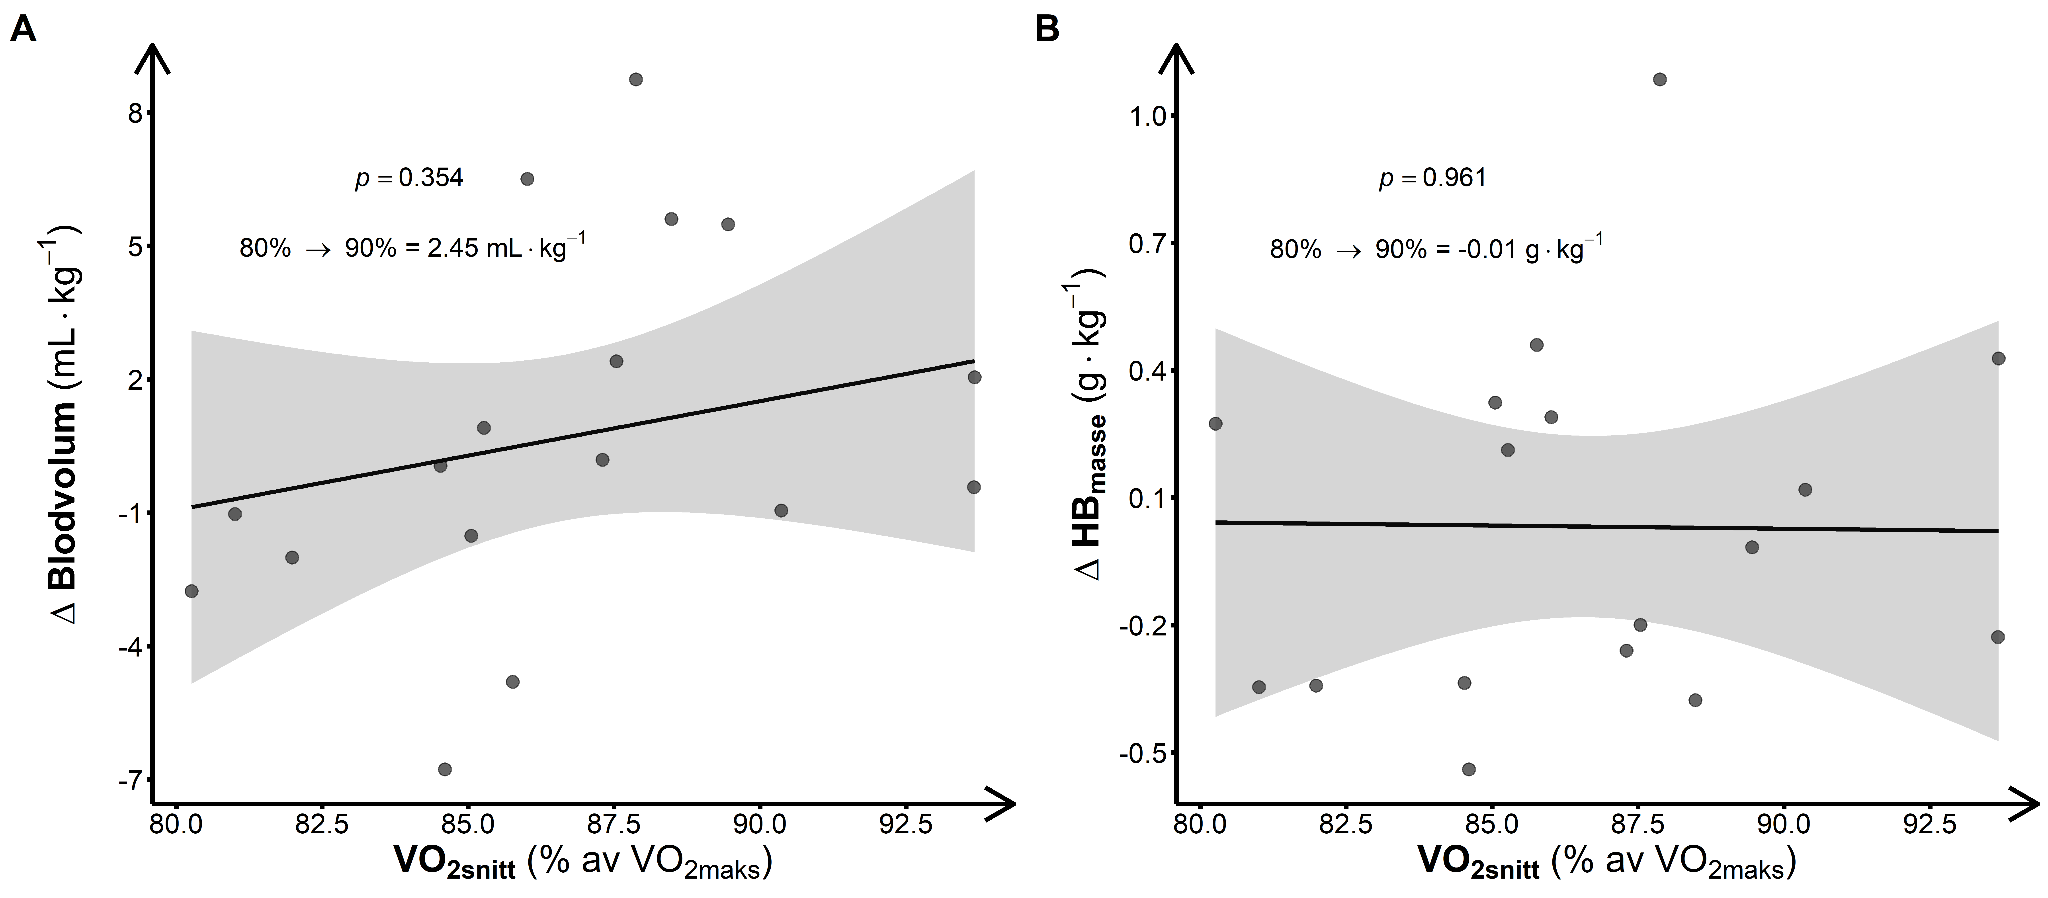 A
Δ Blodvolum (mL · kg⁻¹)
8
5
2
-1
-4
-7
p = 0.354
80% → 90% = 2.45 mL · kg⁻¹
80.0 82.5 85.0 87.5 90.0 92.5
VO₂snitt (% av VO₂maks)
B
Δ HBmasse (g · kg⁻¹)
1.0
0.7
0.4
0.1
-0.2
-0.5
p = 0.961
80% → 90% = -0.01 g · kg⁻¹
80.0 82.5 85.0 87.5 90.0 92.5
VO₂snitt (% av VO₂maks)